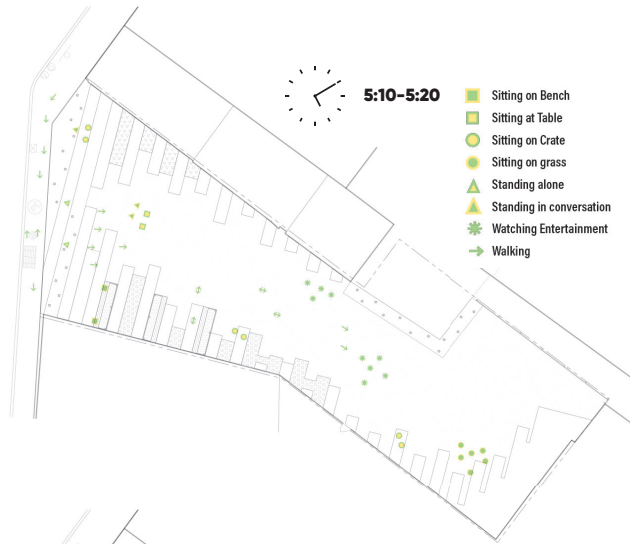 5:10-5:20
Sitting on Bench
Sitting at Table
Sitting on Crate
Sitting on grass
Standing alone
Standing in conversation
Watching Entertainment
Walking